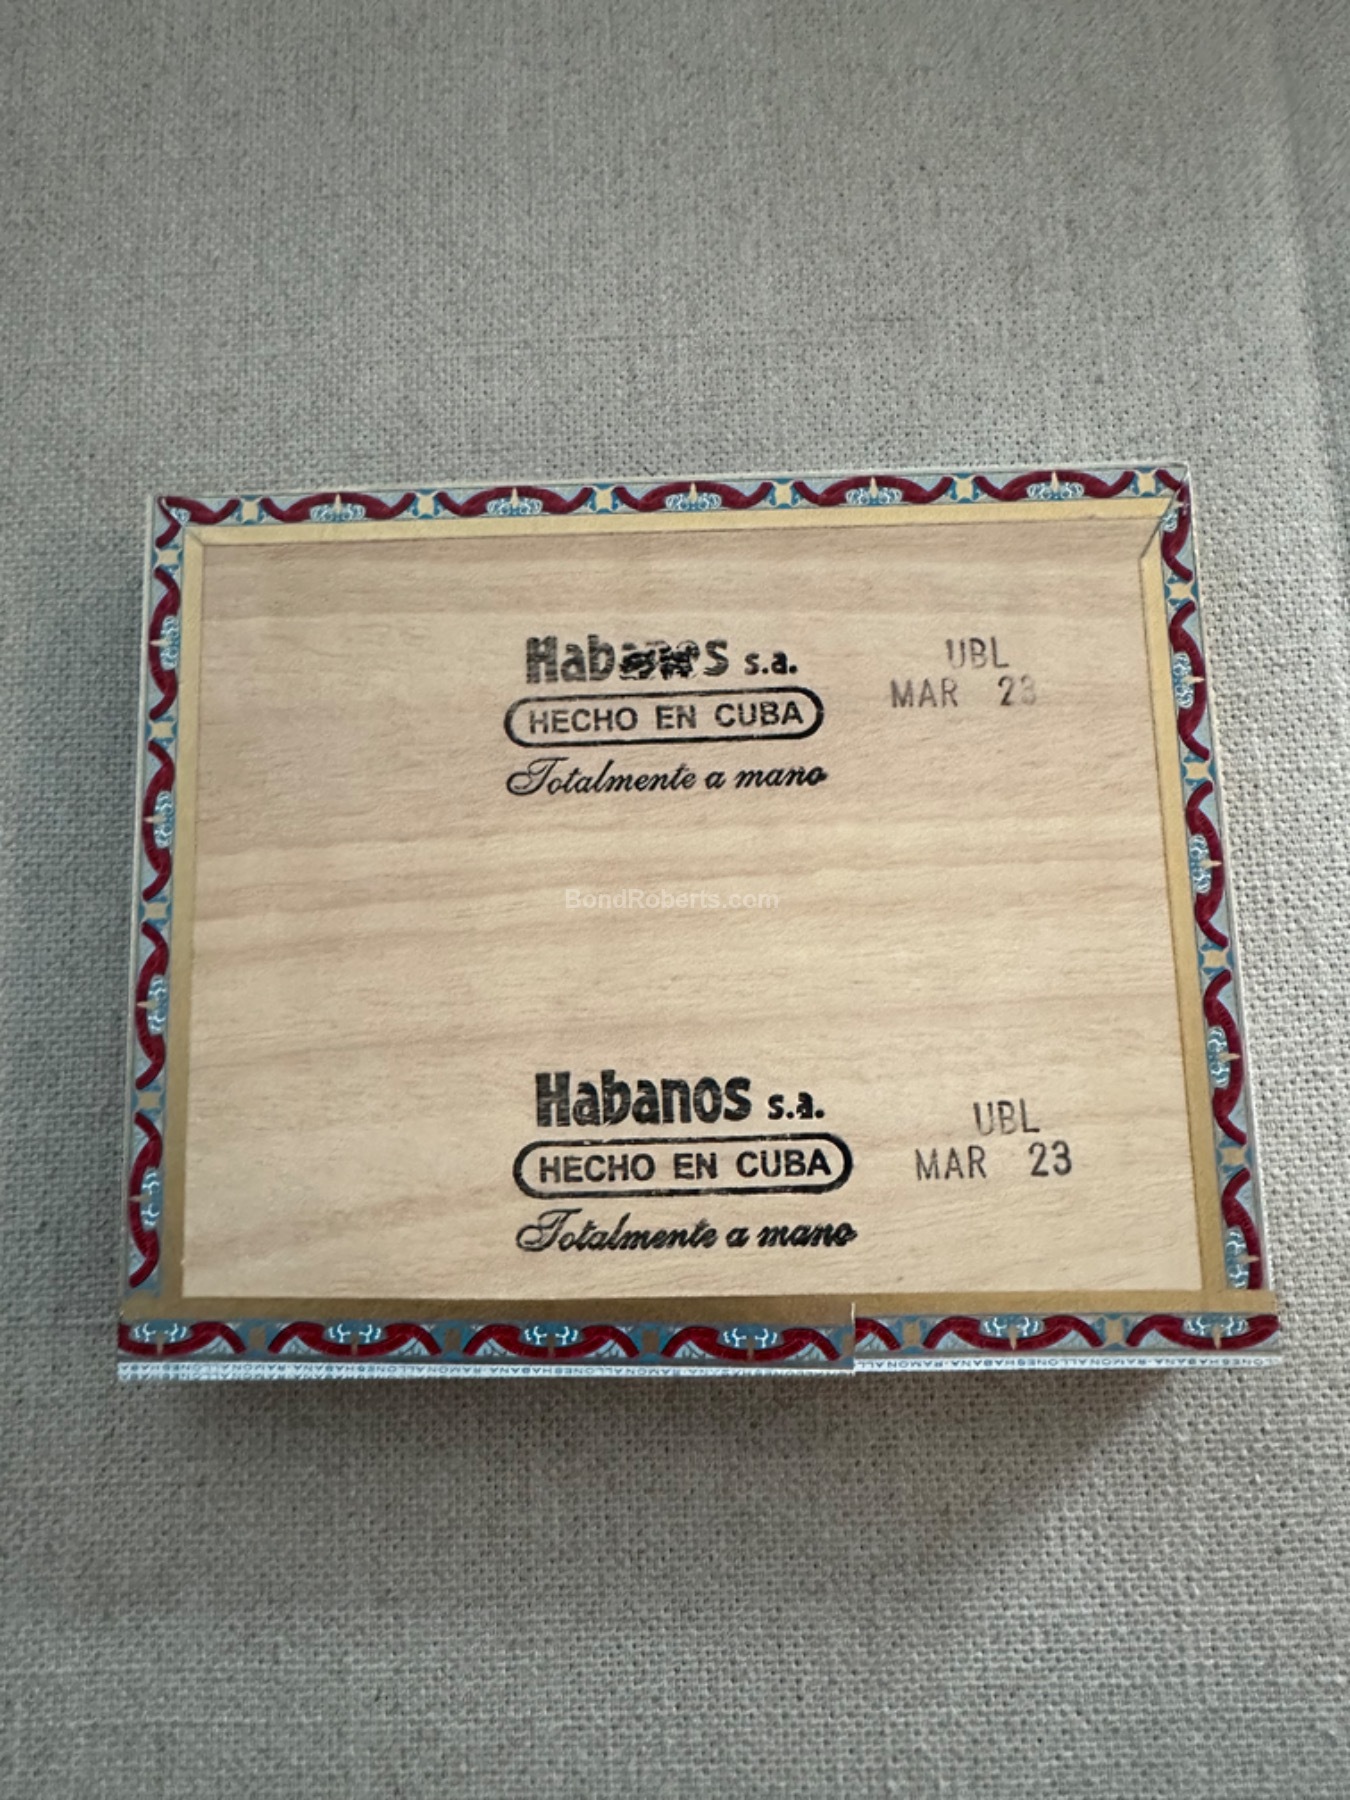 Habanos s.a.
HECHO EN CUBA
Totalmente a mano
UBL
MAR 23
BondRoberts.com
Habanos s.a.
HECHO EN CUBA
Totalmente a mano
UBL
MAR 23